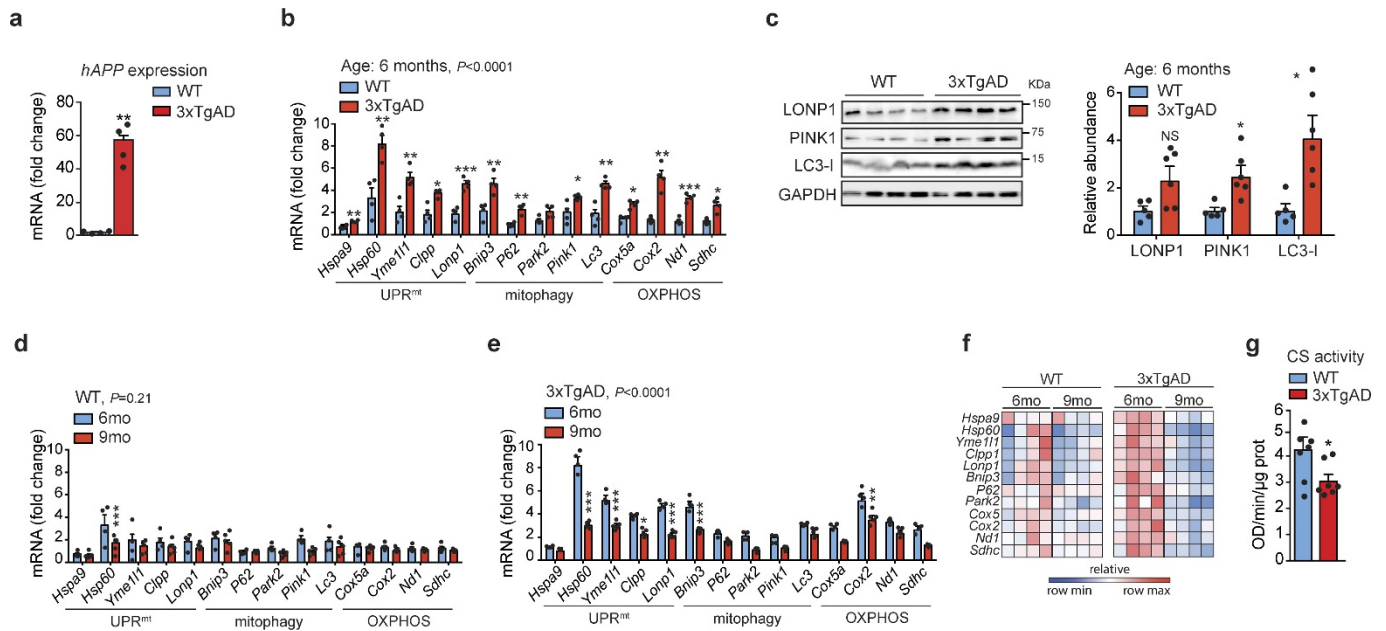 a
hAPP expression
WT
3xTgAD
mRNA (fold change)
80
60
40
20
0
**
b
Age: 6 months, P<0.0001
WT
3xTgAD
mRNA (fold change)
10
8
6
4
2
0
** ** ** * *** ** ** * ** * ** *** *
Hspa9 Hsp60 Yme1l1 Clpp Lonp1 Bnip3 P62 Park2 Pink1 Lc3 Cox5a Cox2 Nd1 Sdhc
UPRmt mitophagy OXPHOS
c
WT 3xTgAD KDa
LONP1 150
PINK1 75
LC3-I 15
GAPDH
Age: 6 months
WT
3xTgAD
Relative abundance
6
4
2
0
NS * *
LONP1 PINK1 LC3-I
d
WT, P=0.21
6mo
9mo
mRNA (fold change)
10
8
6
4
2
0
***
Hspa9 Hsp60 Yme1l1 Clpp Lonp1 Bnip3 P62 Park2 Pink1 Lc3 Cox5a Cox2 Nd1 Sdhc
UPRmt mitophagy OXPHOS
e
3xTgAD, P<0.0001
6mo
9mo
mRNA (fold change)
10
8
6
4
2
0
*** *** * *** *** **
Hspa9 Hsp60 Yme1l1 Clpp Lonp1 Bnip3 P62 Park2 Pink1 Lc3 Cox5a Cox2 Nd1 Sdhc
UPRmt mitophagy OXPHOS
f
WT 3xTgAD
6mo 9mo 6mo 9mo
Hspa9
Hsp60
Yme1l1
Clpp1
Lonp1
Bnip3
P62
Park2
Cox5
Cox2
Nd1
Sdhc
relative
row min row max
g
CS activity
WT
3xTgAD
OD/min/µg prot
6
5
4
3
2
1
0
*